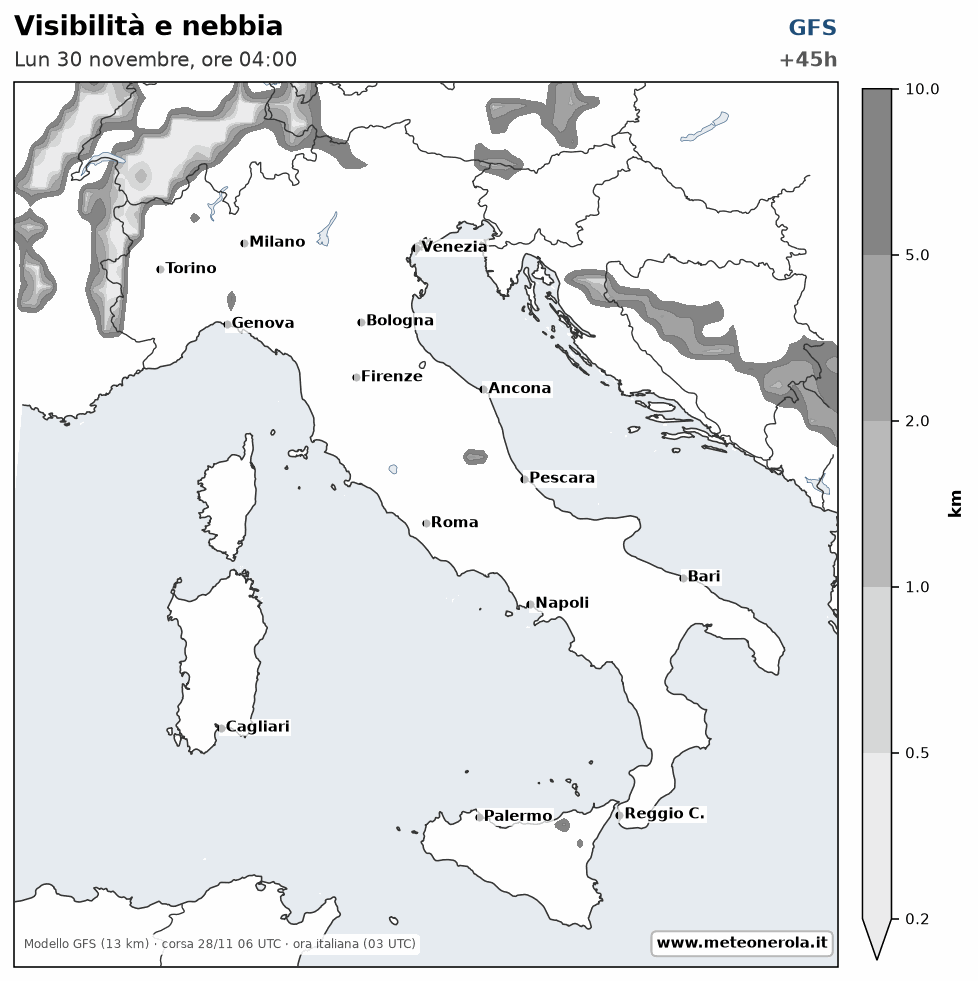 Visibilità e nebbia
GFS
Lun 30 novembre, ore 04:00
+45h
10.0
Venezia
Milano
5.0
Torino
Bologna
Genova
Firenze
Ancona
2.0
Pescara
km
Roma
Bari
1.0
Napoli
Cagliari
0.5
Reggio C.
Palermo
0.2
Modello GFS (13 km) · corsa 28/11 06 UTC · ora italiana (03 UTC)
www.meteonerola.it